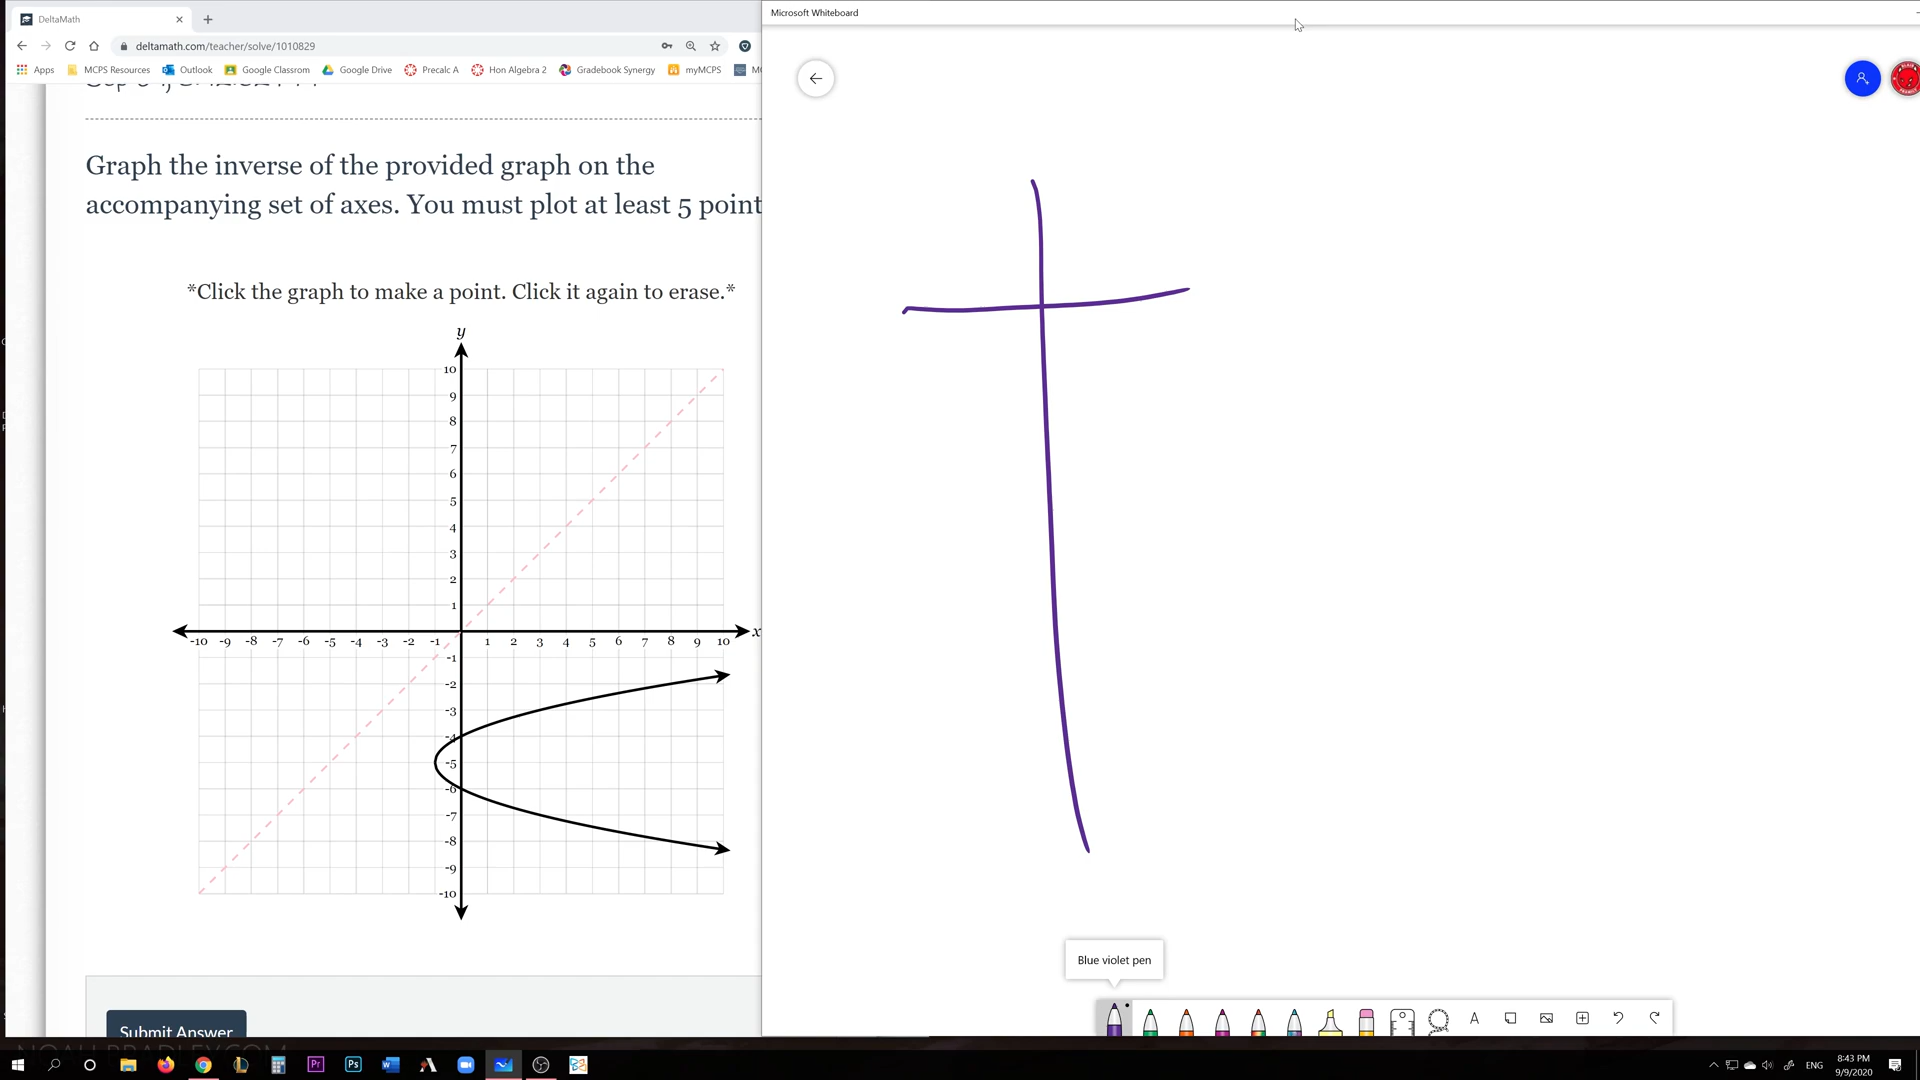 DeltaMath
Microsoft Whiteboard
deltamath.com/teacher/solve/1010829
Apps MCPS Resources Outlook Google Classrom Google Drive Precalc A Hon Algebra 2 Gradebook Synergy myMCPS
Graph the inverse of the provided graph on the
accompanying set of axes. You must plot at least 5 point
*Click the graph to make a point. Click it again to erase.*
y
10
9
8
7
6
5
4
3
2
1
x
-10 -9 -8 -7 -6 -5 -4 -3 -2 -1 1 2 3 4 5 6 7 8 9 10
-1
-2
-3
-4
-5
-6
-7
-8
-9
-10
Blue violet pen
Submit Answer
ENG
8:43 PM
9/9/2020